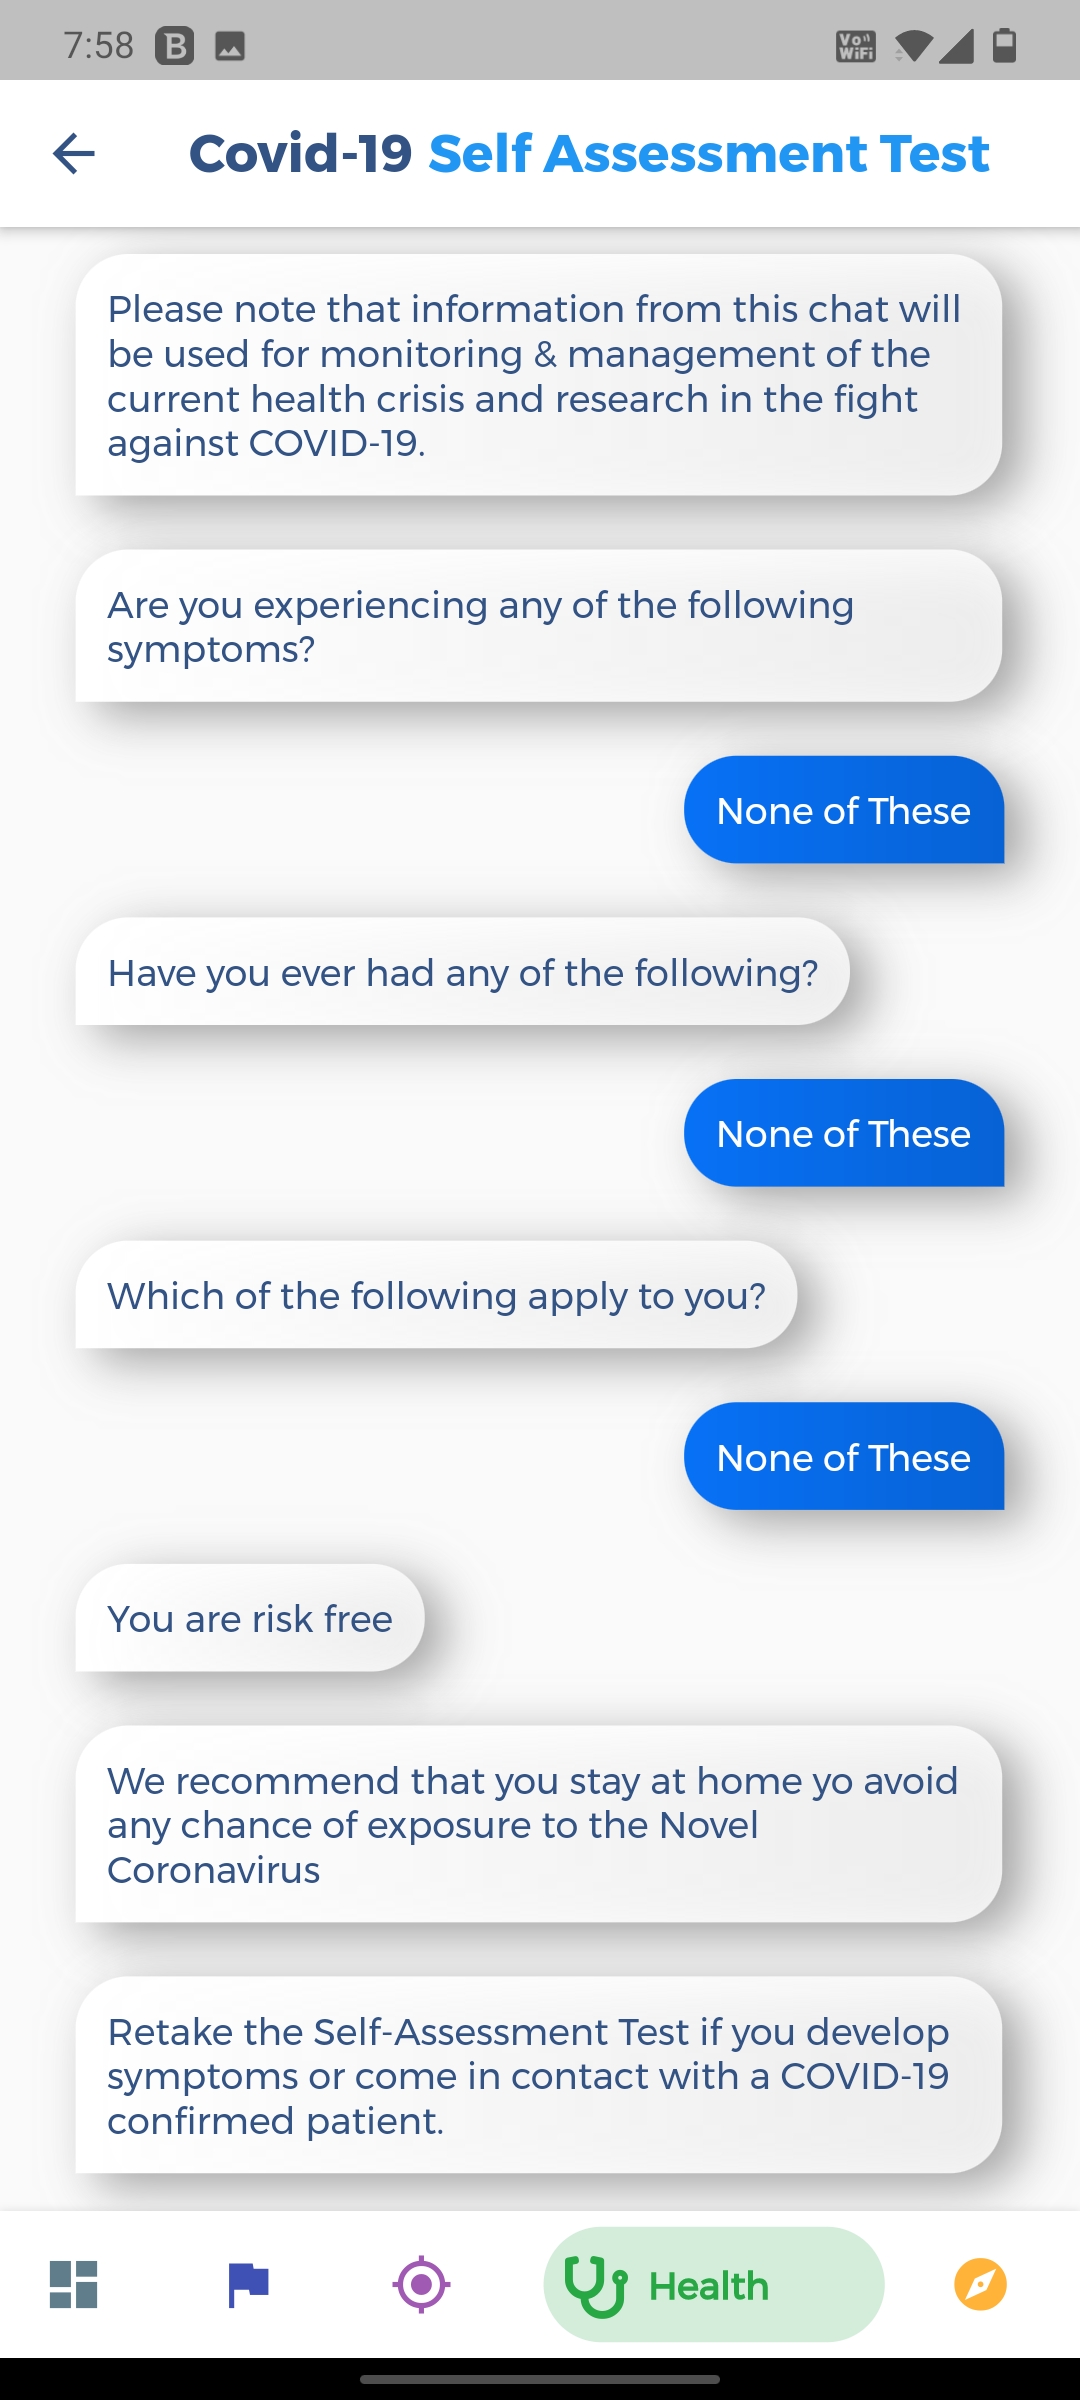 7:58
B
Vo
WiFi
Covid-19 Self Assessment Test
Please note that information from this chat will
be used for monitoring & management of the
current health crisis and research in the fight
against COVID-19.
Are you experiencing any of the following
symptoms?
None of These
Have you ever had any of the following?
None of These
Which of the following apply to you?
None of These
You are risk free
We recommend that you stay at home yo avoid
any chance of exposure to the Novel
Coronavirus
Retake the Self-Assessment Test if you develop
symptoms or come in contact with a COVID-19
confirmed patient.
Health